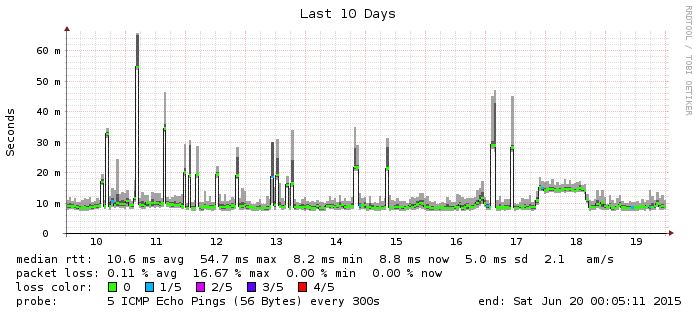 Last 10 Days
RRDTOOL / TOBI OETIKER
Seconds
60 m
50 m
40 m
30 m
20 m
10 m
0
10 11 12 13 14 15 16 17 18 19
median rtt: 10.6 ms avg 54.7 ms max 8.2 ms min 8.8 ms now 5.0 ms sd 2.1 am/s
packet loss: 0.11 % avg 16.67 % max 0.00 % min 0.00 % now
loss color: 0 1/5 2/5 3/5 4/5
probe: 5 ICMP Echo Pings (56 Bytes) every 300s end: Sat Jun 20 00:05:11 2015